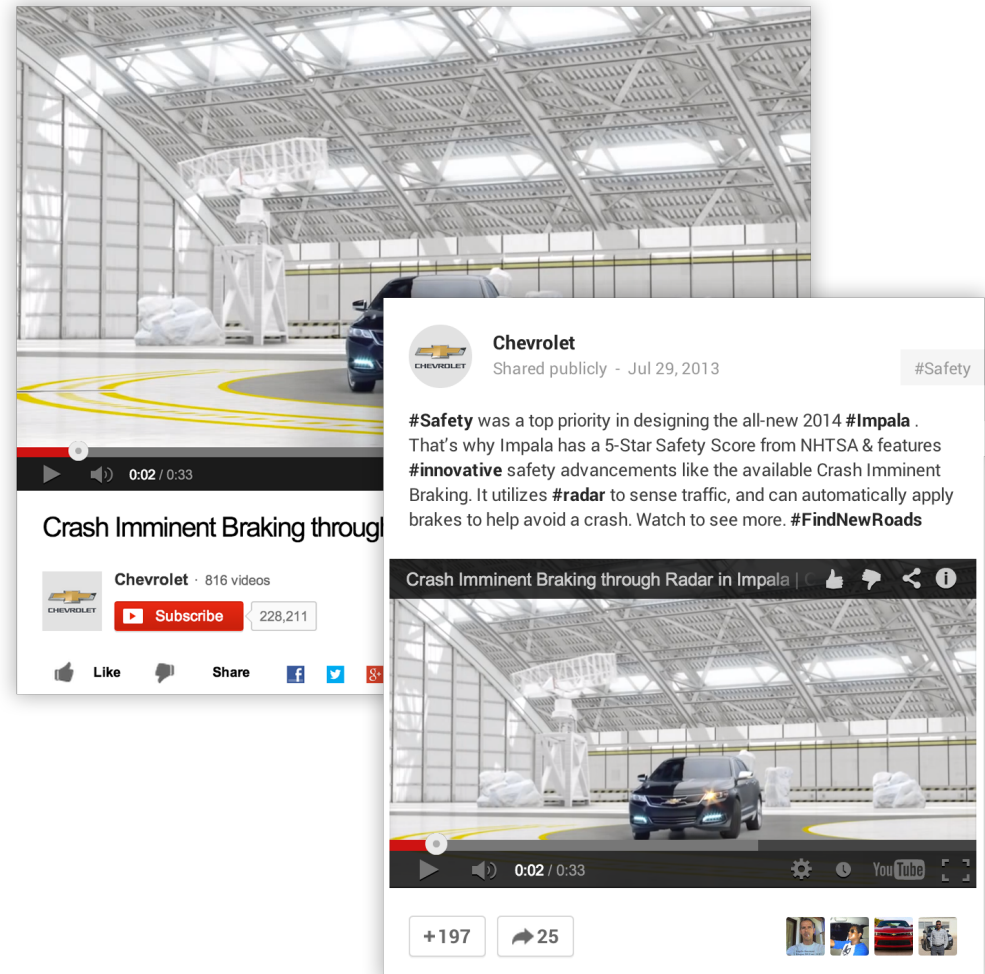 0:02 / 0:33
Crash Imminent Braking through
CHEVROLET
Chevrolet · 816 videos
Subscribe
228,211
Like
Share
Chevrolet
CHEVROLET
Shared publicly - Jul 29, 2013
#Safety
#Safety was a top priority in designing the all-new 2014 #Impala .
That's why Impala has a 5-Star Safety Score from NHTSA & features
#innovative safety advancements like the available Crash Imminent
Braking. It utilizes #radar to sense traffic, and can automatically apply
brakes to help avoid a crash. Watch to see more. #FindNewRoads
Crash Imminent Braking through Radar in Impala | C
0:02 / 0:33
YouTube
+197
25